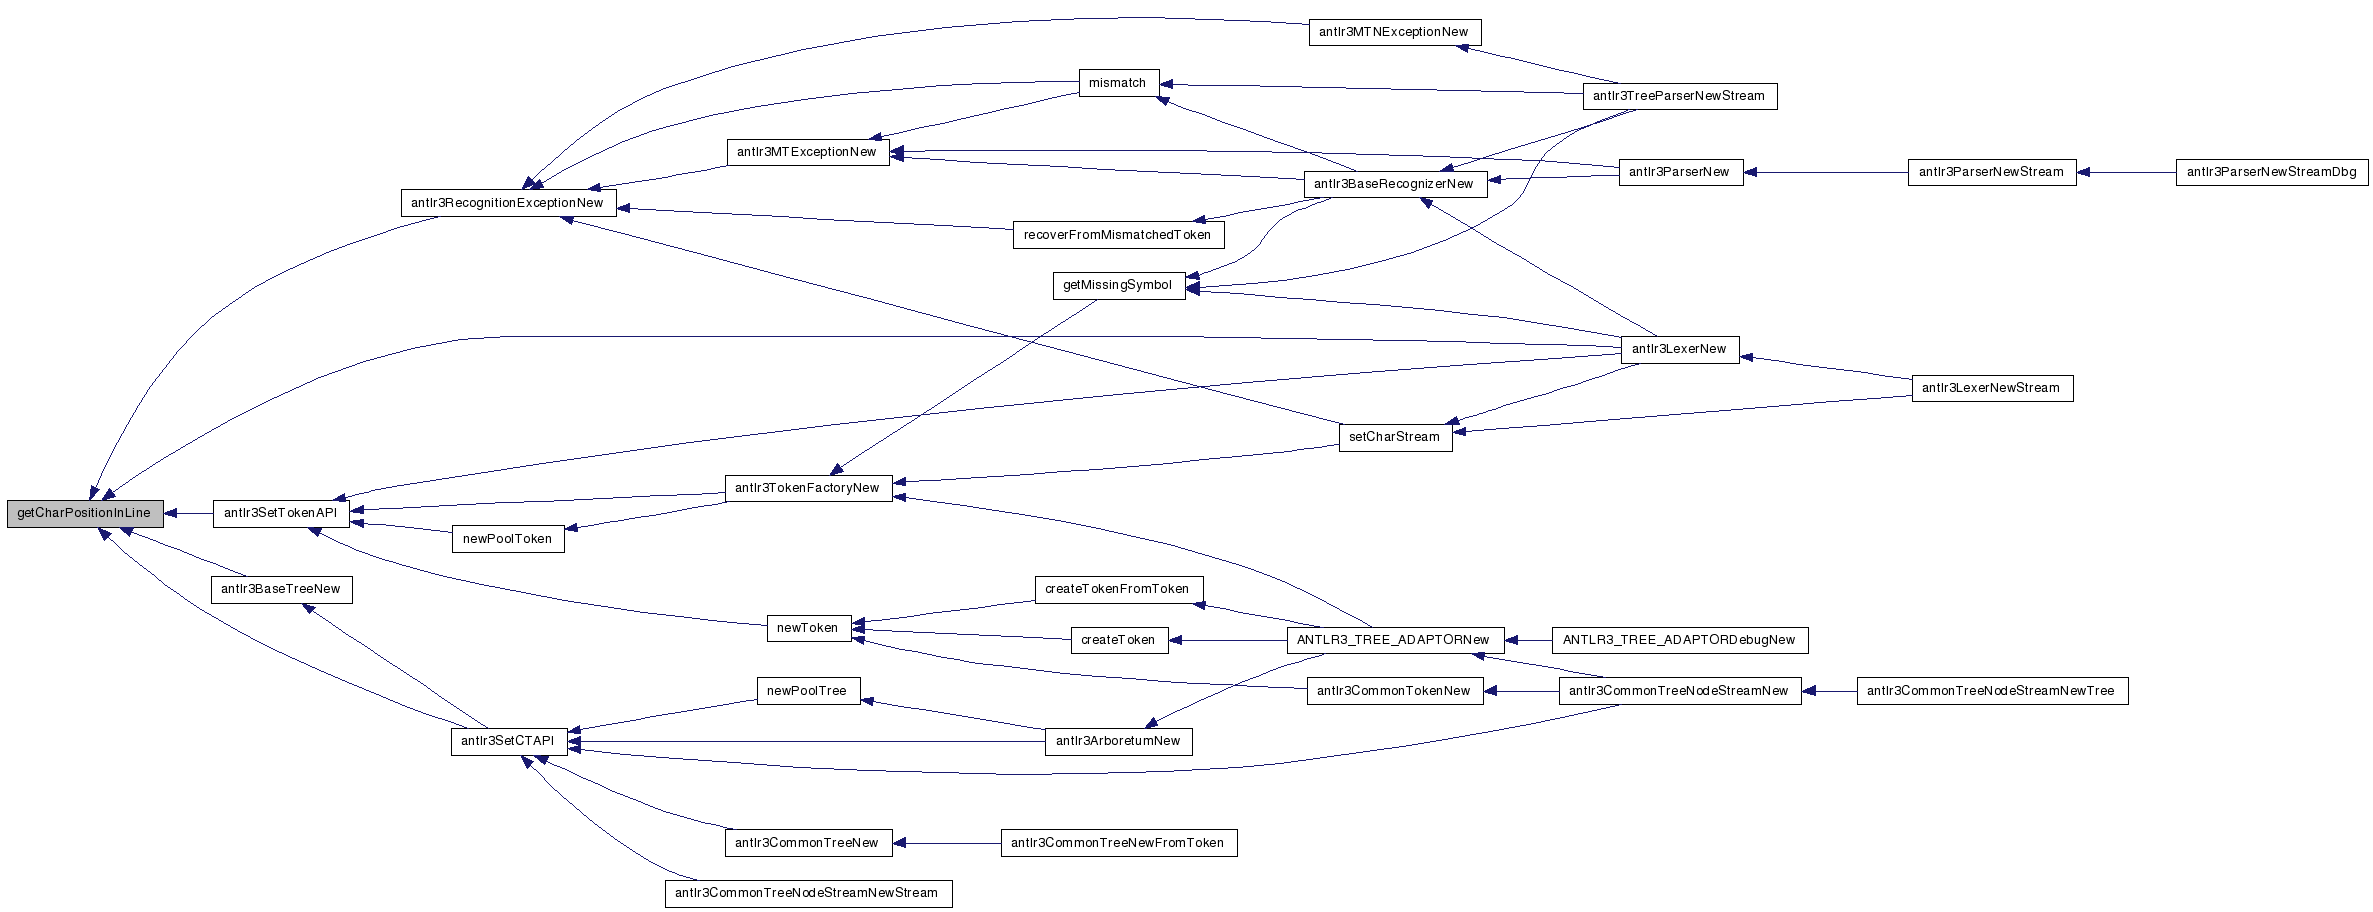 antlr3MTNExceptionNew
mismatch
antlr3TreeParserNewStream
antlr3MTExceptionNew
antlr3ParserNew
antlr3ParserNewStream
antlr3ParserNewStreamDbg
antlr3BaseRecognizerNew
antlr3RecognitionExceptionNew
recoverFromMismatchedToken
getMissingSymbol
antlr3LexerNew
antlr3LexerNewStream
setCharStream
antlr3TokenFactoryNew
getCharPositionInLine
antlr3SetTokenAPI
newPoolToken
antlr3BaseTreeNew
createTokenFromToken
newToken
createToken
ANTLR3_TREE_ADAPTORNew
ANTLR3_TREE_ADAPTORDebugNew
newPoolTree
antlr3CommonTokenNew
antlr3CommonTreeNodeStreamNew
antlr3CommonTreeNodeStreamNewTree
antlr3SetCTAPI
antlr3ArboretumNew
antlr3CommonTreeNew
antlr3CommonTreeNewFromToken
antlr3CommonTreeNodeStreamNewStream